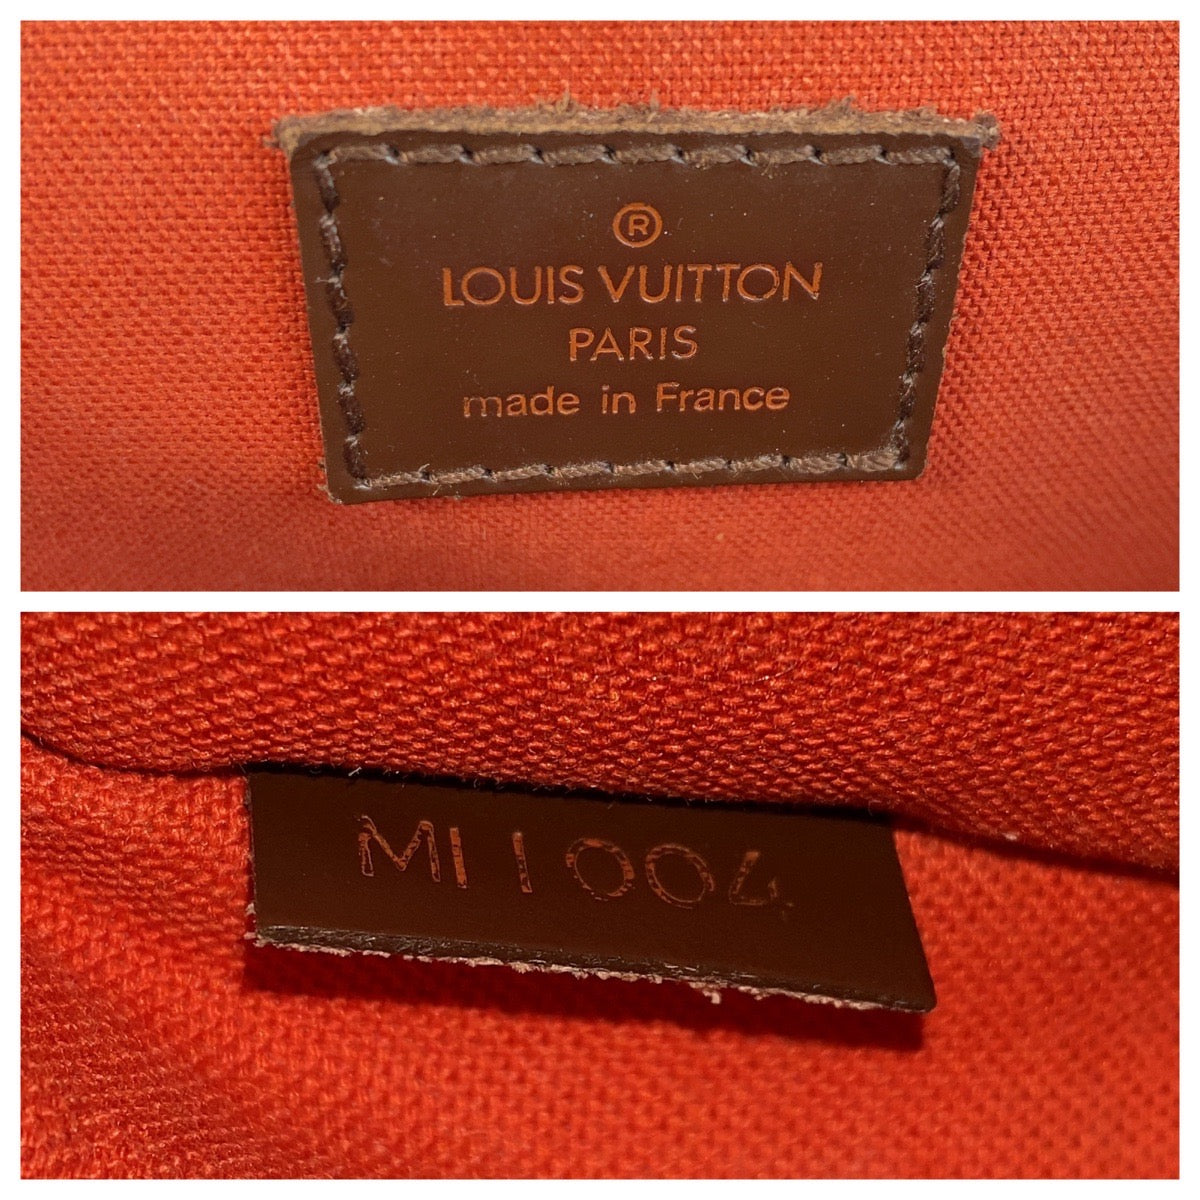 ®
LOUIS VUITTON
PARIS
made in France
MI1004